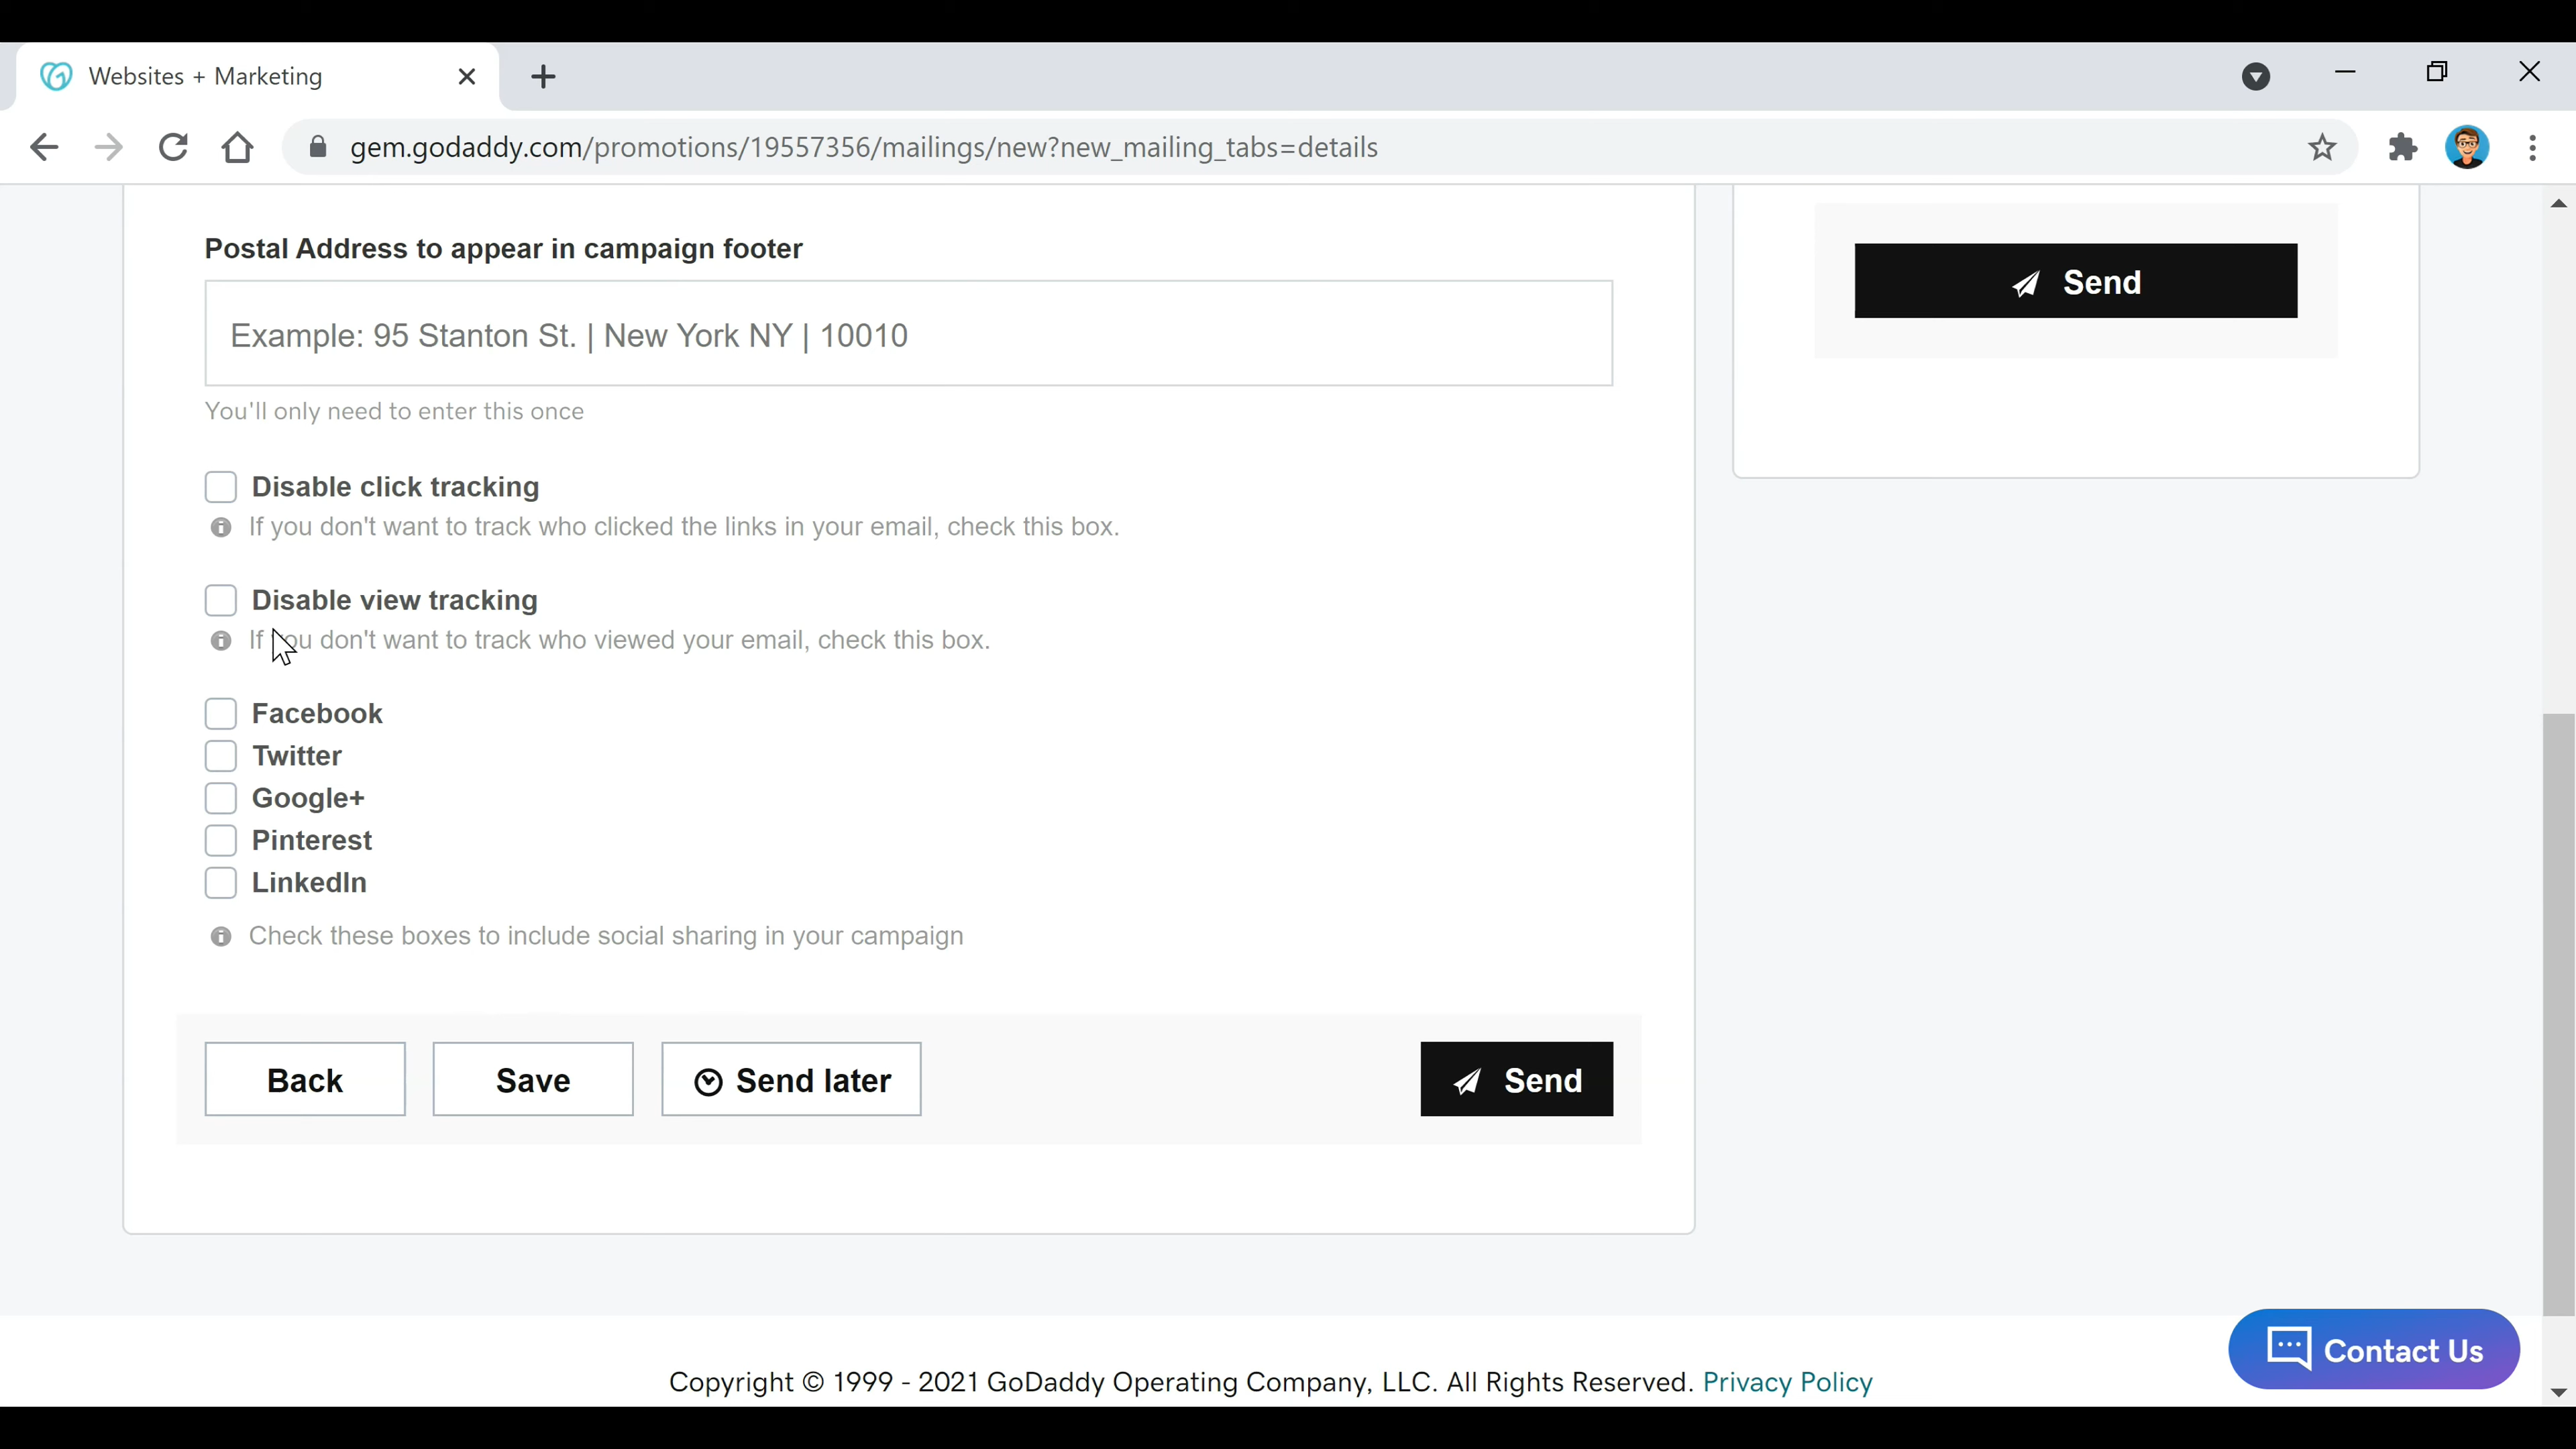 Websites + Marketing
gem.godaddy.com/promotions/19557356/mailings/new?new_mailing_tabs=details
Postal Address to appear in campaign footer
Example: 95 Stanton St. | New York NY | 10010
You'll only need to enter this once
Disable click tracking
If you don't want to track who clicked the links in your email, check this box.
Disable view tracking
If you don't want to track who viewed your email, check this box.
Facebook
Twitter
Google+
Pinterest
LinkedIn
Check these boxes to include social sharing in your campaign
Back
Save
Send later
Send
Send
Contact Us
Copyright © 1999 - 2021 GoDaddy Operating Company, LLC. All Rights Reserved. Privacy Policy